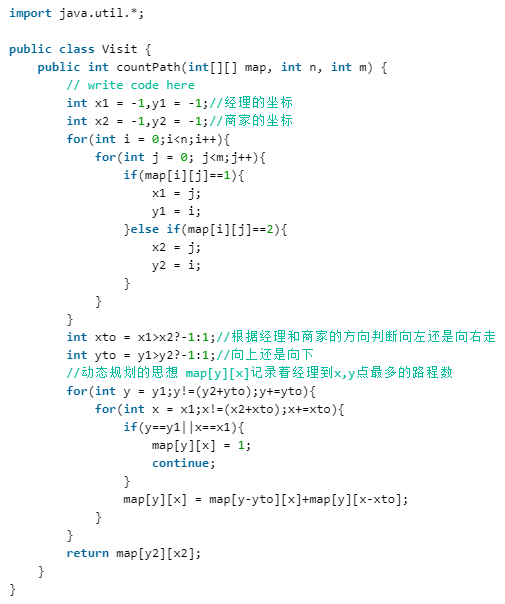 import java.util.*;

public class Visit {
    public int countPath(int[][] map, int n, int m) {
        // write code here
        int x1 = -1,y1 = -1;//经理的坐标
        int x2 = -1,y2 = -1;//商家的坐标
        for(int i = 0;i<n;i++){
            for(int j = 0; j<m;j++){
                if(map[i][j]==1){
                    x1 = j;
                    y1 = i;
                }else if(map[i][j]==2){
                    x2 = j;
                    y2 = i;
                }
            }
        }
        int xto = x1>x2?-1:1;//根据经理和商家的方向判断向左还是向右走
        int yto = y1>y2?-1:1;//向上还是向下
        //动态规划的思想 map[y][x]记录着经理到x,y点最多的路程数
        for(int y = y1;y!=(y2+yto);y+=yto){
            for(int x = x1;x!=(x2+xto);x+=xto){
                if(y==y1||x==x1){
                    map[y][x] = 1;
                    continue;
                }
                map[y][x] = map[y-yto][x]+map[y][x-xto];
            }
        }
        return map[y2][x2];
    }
}